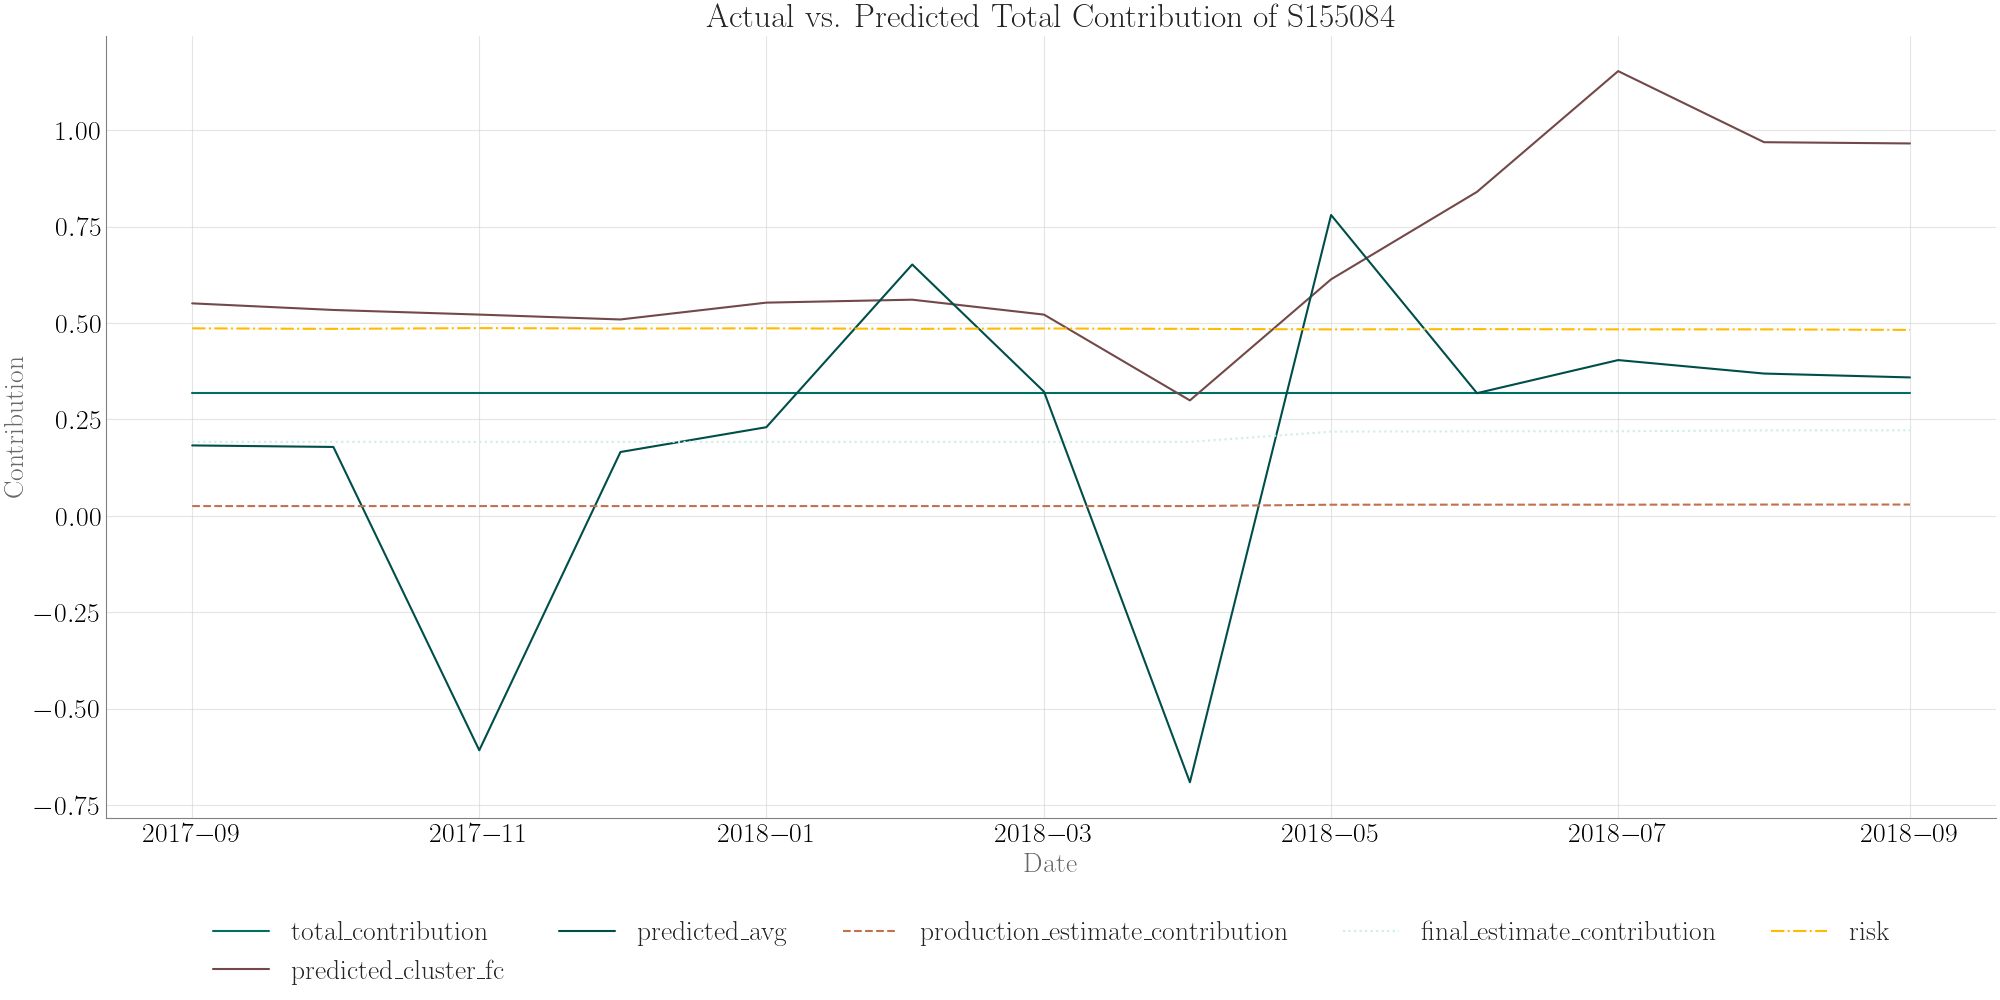 Actual vs. Predicted Total Contribution of S155084
Contribution
1.00
0.75
0.50
0.25
0.00
−0.25
−0.50
−0.75
2017−09 2017−11 2018−01 2018−03 2018−05 2018−07 2018−09
Date
total_contribution predicted_avg production_estimate_contribution final_estimate_contribution risk
predicted_cluster_fc